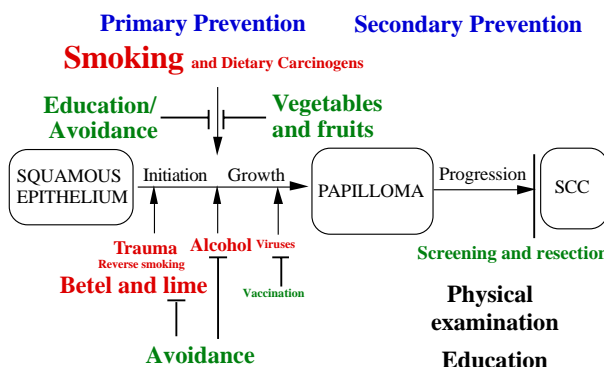 Primary Prevention
Secondary Prevention
Smoking and Dietary Carcinogens
Education/
Avoidance
Vegetables
and fruits
SQUAMOUS
EPITHELIUM
Initiation
Growth
PAPILLOMA
Progression
SCC
Trauma
Reverse smoking
Betel and lime
Alcohol
Viruses
Vaccination
Avoidance
Screening and resection
Physical
examination
Education